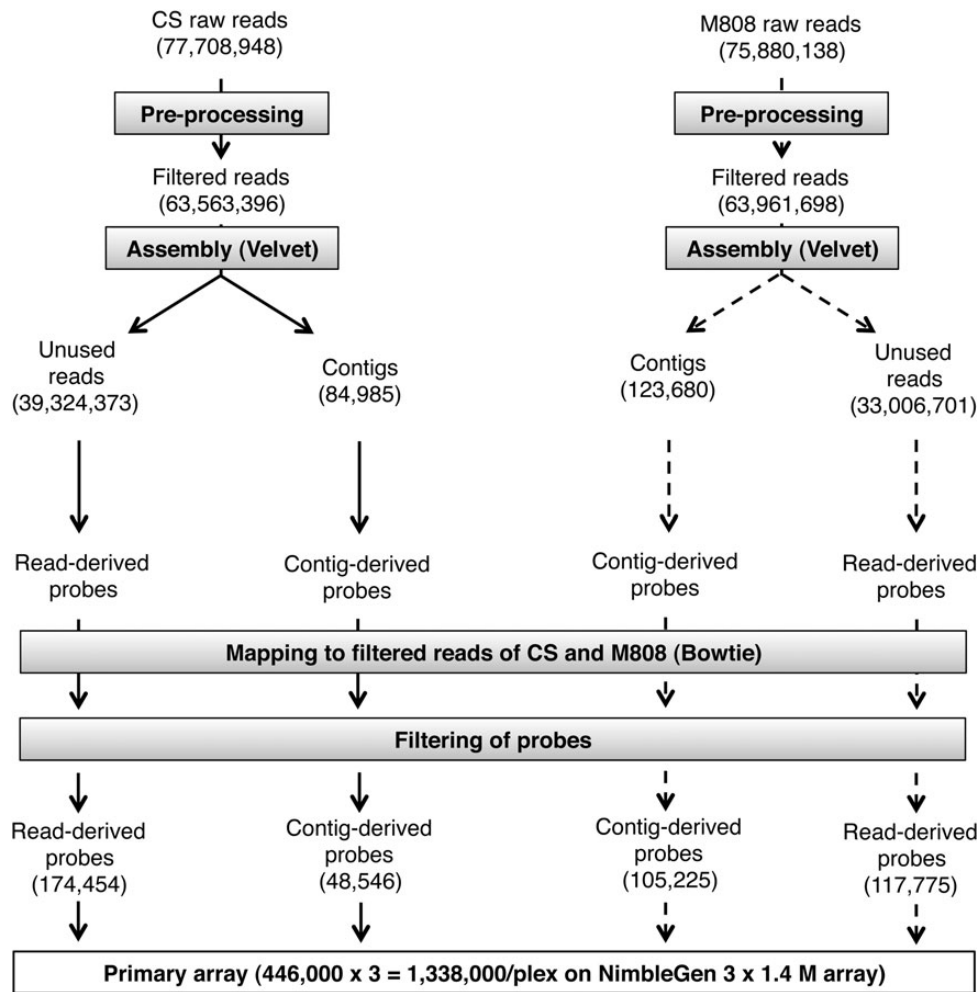 CS raw reads
(77,708,948)
M808 raw reads
(75,880,138)
Pre-processing
Pre-processing
Filtered reads
(63,563,396)
Filtered reads
(63,961,698)
Assembly (Velvet)
Assembly (Velvet)
Unused
reads
(39,324,373)
Contigs
(84,985)
Contigs
(123,680)
Unused
reads
(33,006,701)
Read-derived
probes
Contig-derived
probes
Contig-derived
probes
Read-derived
probes
Mapping to filtered reads of CS and M808 (Bowtie)
Filtering of probes
Read-derived
probes
(174,454)
Contig-derived
probes
(48,546)
Contig-derived
probes
(105,225)
Read-derived
probes
(117,775)
Primary array (446,000 x 3 = 1,338,000/plex on NimbleGen 3 x 1.4 M array)